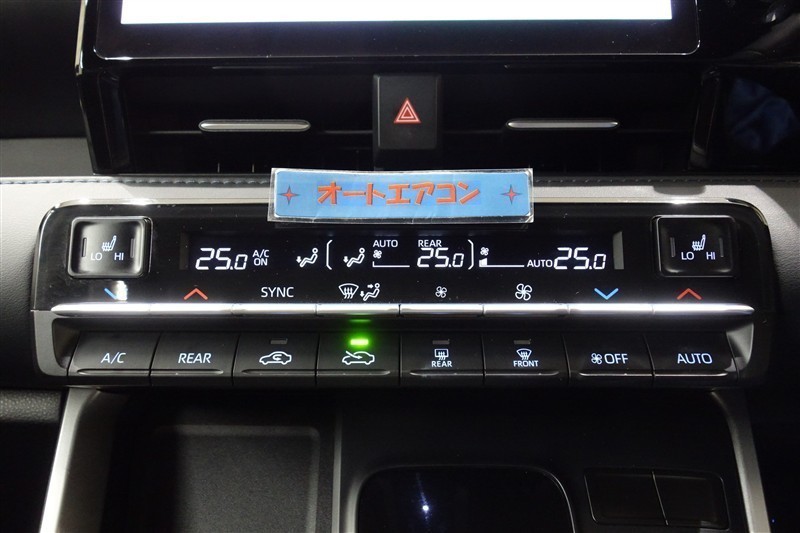 オートエアコン
LO HI
25.0 A/C ON
AUTO
REAR
25.0
AUTO 25.0
LO HI
SYNC
A/C
REAR
REAR
FRONT
OFF
AUTO